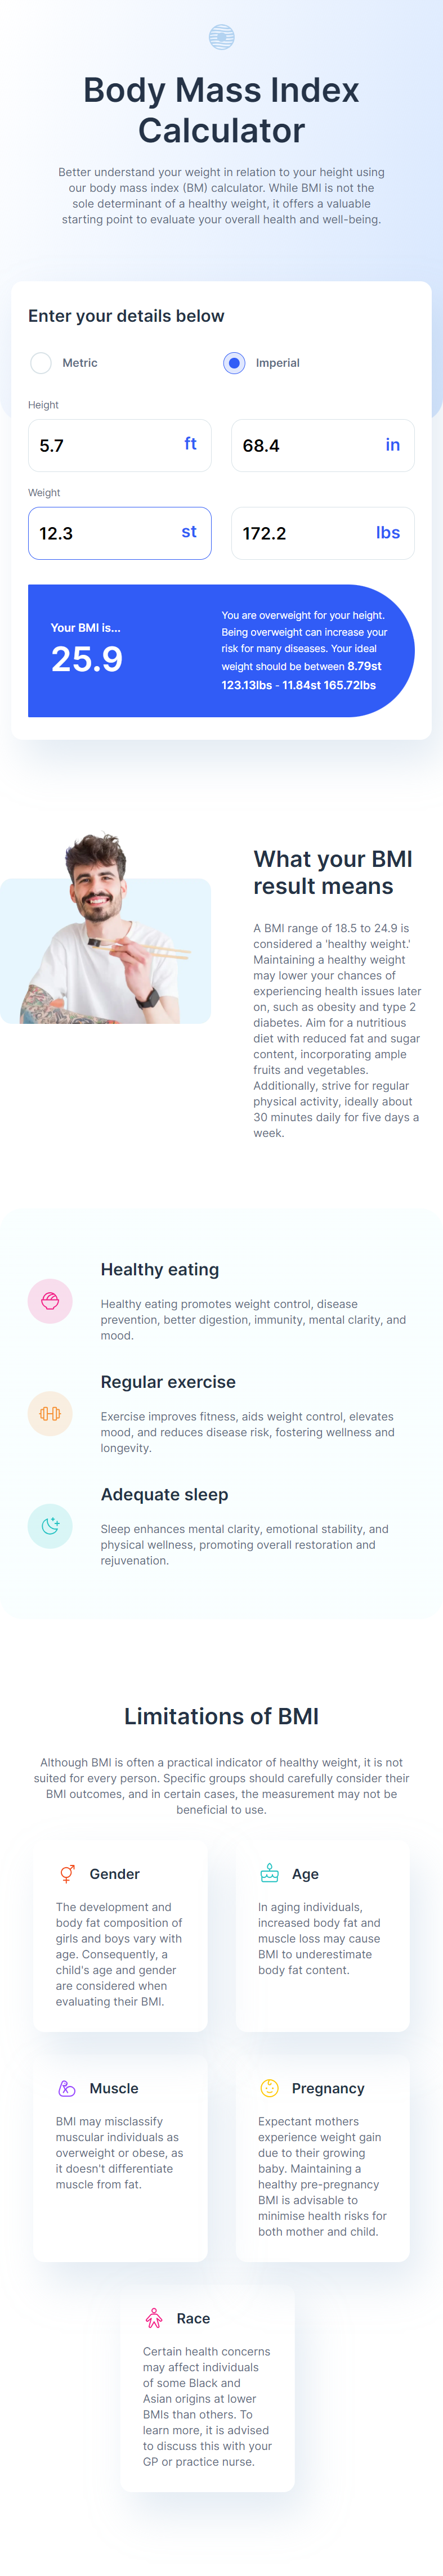 Body Mass Index
Calculator
Better understand your weight in relation to your height using
our body mass index (BM) calculator. While BMI is not the
sole determinant of a healthy weight, it offers a valuable
starting point to evaluate your overall health and well-being.
Enter your details below
Metric
Imperial
Height
5.7 ft
68.4 in
Weight
12.3 st
172.2 lbs
Your BMI is...
25.9
You are overweight for your height.
Being overweight can increase your
risk for many diseases. Your ideal
weight should be between 8.79st
123.13lbs - 11.84st 165.72lbs
What your BMI
result means
A BMI range of 18.5 to 24.9 is
considered a 'healthy weight.'
Maintaining a healthy weight
may lower your chances of
experiencing health issues later
on, such as obesity and type 2
diabetes. Aim for a nutritious
diet with reduced fat and sugar
content, incorporating ample
fruits and vegetables.
Additionally, strive for regular
physical activity, ideally about
30 minutes daily for five days a
week.
Healthy eating
Healthy eating promotes weight control, disease
prevention, better digestion, immunity, mental clarity, and
mood.
Regular exercise
Exercise improves fitness, aids weight control, elevates
mood, and reduces disease risk, fostering wellness and
longevity.
Adequate sleep
Sleep enhances mental clarity, emotional stability, and
physical wellness, promoting overall restoration and
rejuvenation.
Limitations of BMI
Although BMI is often a practical indicator of healthy weight, it is not
suited for every person. Specific groups should carefully consider their
BMI outcomes, and in certain cases, the measurement may not be
beneficial to use.
Gender
The development and
body fat composition of
girls and boys vary with
age. Consequently, a
child's age and gender
are considered when
evaluating their BMI.
Age
In aging individuals,
increased body fat and
muscle loss may cause
BMI to underestimate
body fat content.
Muscle
BMI may misclassify
muscular individuals as
overweight or obese, as
it doesn't differentiate
muscle from fat.
Pregnancy
Expectant mothers
experience weight gain
due to their growing
baby. Maintaining a
healthy pre-pregnancy
BMI is advisable to
minimise health risks for
both mother and child.
Race
Certain health concerns
may affect individuals
of some Black and
Asian origins at lower
BMIs than others. To
learn more, it is advised
to discuss this with your
GP or practice nurse.